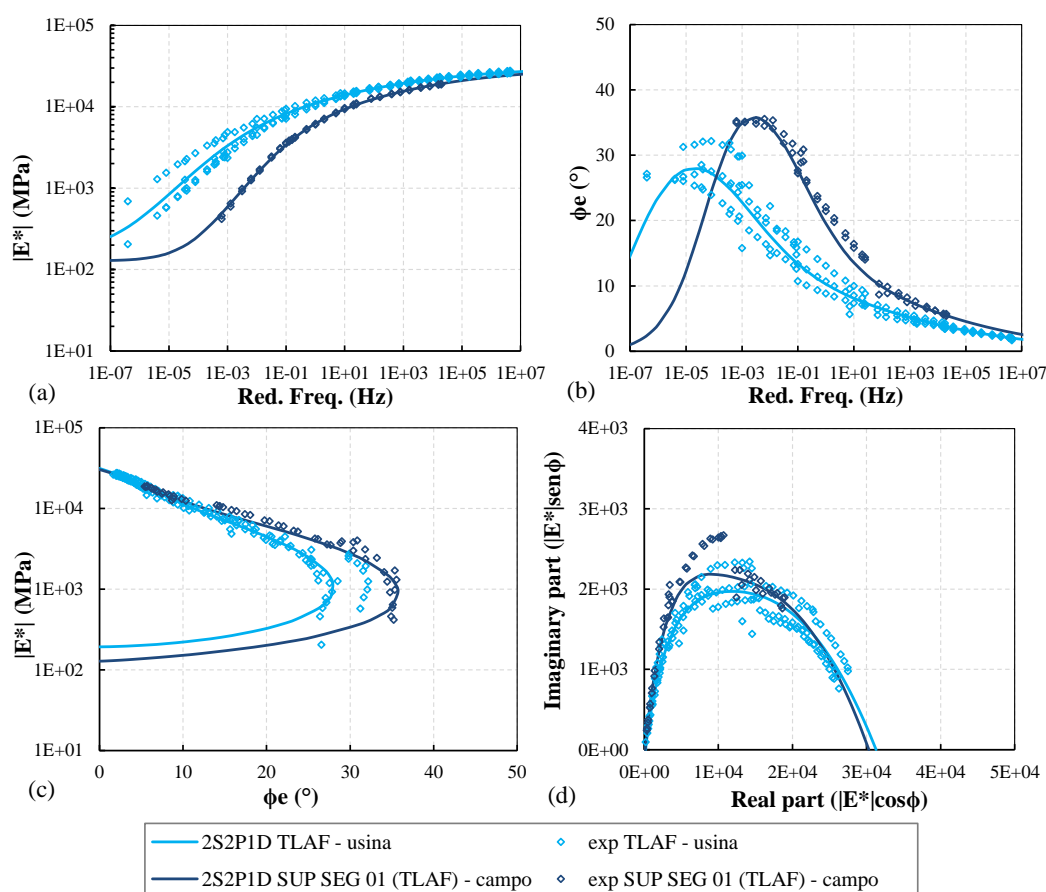 1E+05
1E+04
1E+03
1E+02
1E+01
|E*| (MPa)
1E-07 1E-05 1E-03 1E-01 1E+01 1E+03 1E+05 1E+07
Red. Freq. (Hz)
(a)
50
40
30
20
10
0
ϕe (°)
1E-07 1E-05 1E-03 1E-01 1E+01 1E+03 1E+05 1E+07
Red. Freq. (Hz)
(b)
1E+05
1E+04
1E+03
1E+02
1E+01
|E*| (MPa)
0 10 20 30 40 50
ϕe (°)
(c)
4E+03
3E+03
2E+03
1E+03
0E+00
Imaginary part (|E*|senϕ)
0E+00 1E+04 2E+04 3E+04 4E+04 5E+04
Real part (|E*|cosϕ)
(d)
2S2P1D TLAF - usina
exp TLAF - usina
2S2P1D SUP SEG 01 (TLAF) - campo
exp SUP SEG 01 (TLAF) - campo